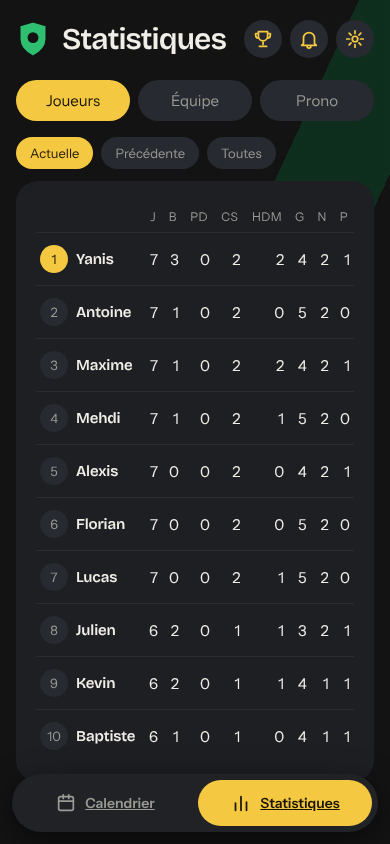 Statistiques
Joueurs Équipe Prono
Actuelle Précédente Toutes
J B PD CS HDM G N P
1 Yanis 7 3 0 2 2 4 2 1
2 Antoine 7 1 0 2 0 5 2 0
3 Maxime 7 1 0 2 2 4 2 1
4 Mehdi 7 1 0 2 1 5 2 0
5 Alexis 7 0 0 2 0 4 2 1
6 Florian 7 0 0 2 0 5 2 0
7 Lucas 7 0 0 2 1 5 2 0
8 Julien 6 2 0 1 1 3 2 1
9 Kevin 6 2 0 1 1 4 1 1
10 Baptiste 6 1 0 1 0 4 1 1
Calendrier Statistiques